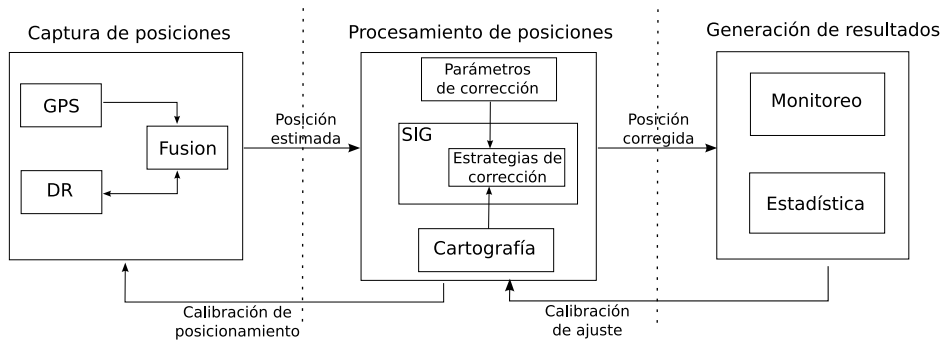 Captura de posiciones
GPS
Fusion
DR
Posición
estimada
Procesamiento de posiciones
Parámetros
de corrección
SIG
Estrategias de
corrección
Cartografía
Posición
corregida
Generación de resultados
Monitoreo
Estadística
Calibración de
posicionamiento
Calibración
de ajuste